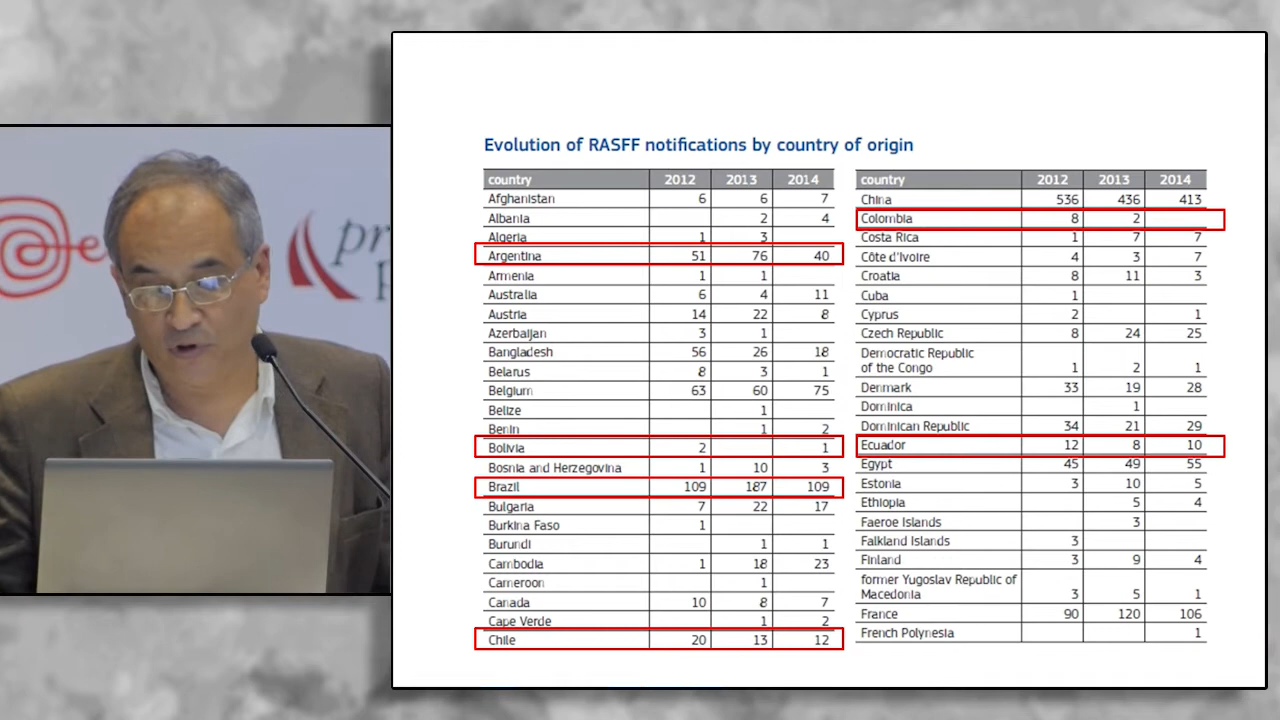 Evolution of RASFF notifications by country of origin
country 2012 2013 2014
Afghanistan 6 6 7
Albania 2 4
Algeria 1 3
Argentina 51 76 40
Armenia 1 1
Australia 6 4 11
Austria 14 22 8
Azerbaijan 3 1
Bangladesh 56 26 18
Belarus 8 3 1
Belgium 63 60 75
Belize 1
Benin 1 2
Bolivia 2 1
Bosnia and Herzegovina 1 10 3
Brazil 109 187 109
Bulgaria 7 22 17
Burkina Faso 1
Burundi 1 1
Cambodia 1 18 23
Cameroon 1
Canada 10 8 7
Cape Verde 1 2
Chile 20 13 12
country 2012 2013 2014
China 536 436 413
Colombia 8 2
Costa Rica 1 7 7
Côte d'Ivoire 4 3 7
Croatia 8 11 3
Cuba 1
Cyprus 2 1
Czech Republic 8 24 25
Democratic Republic
of the Congo 1 2 1
Denmark 33 19 28
Dominica 1
Dominican Republic 34 21 29
Ecuador 12 8 10
Egypt 45 49 55
Estonia 3 10 5
Ethiopia 5 4
Faeroe Islands 3
Falkland Islands 3
Finland 3 9 4
former Yugoslav Republic of
Macedonia 3 5 1
France 90 120 106
French Polynesia 1